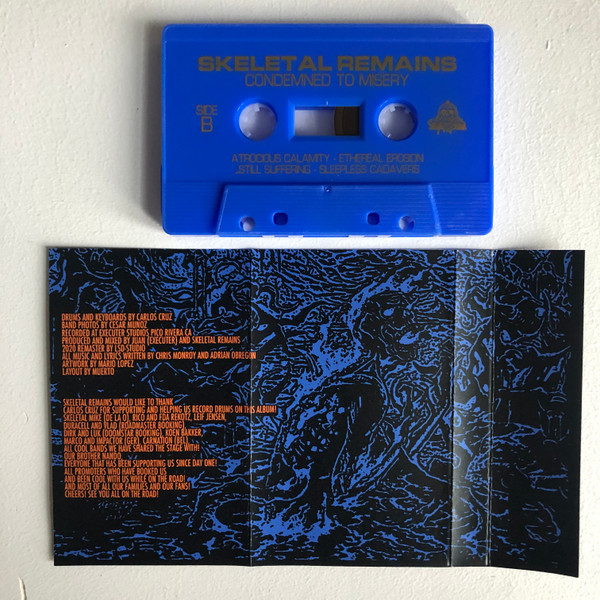 SKELETAL REMAINS
CONDEMNED TO MISERY
SIDE
B
ATROCIOUS CALAMITY - ETHEREAL EROSION
STILL SUFFERING - SLEEPLESS CADAVERS
DRUMS AND KEYBOARDS BY CARLOS CRUZ
BAND PHOTOS BY CESAR MUNOZ
RECORDED AT EXECUTER STUDIOS PICO RIVERA CA
PRODUCED AND MIXED BY JUAN (EXECUTER) AND SKELETAL REMAINS
2020 REMASTER BY LSD-STUDIO
ALL MUSIC AND LYRICS WRITTEN BY CHRIS MONROY AND ADRIAN OBREGON
ARTWORK BY MARIO LOPEZ
LAYOUT BY MUERTO
SKELETAL REMAINS WOULD LIKE TO THANK
CARLOS CRUZ FOR SUPPORTING AND HELPING US RECORD DRUMS ON THIS ALBUM!
SKELETAL MIKE (DE LA O), RICO AND FDA REKOTZ, LEIF JENSEN,
DURACELL AND VLAD (ROADMASTER BOOKING),
DIRK AND LUK (DOOMSTAR BOOKING), KOEN BAKKER,
MARCO AND IMPACTOR (GER), CARNATION (BEL),
ALL COOL BANDS WE HAVE SHARED THE STAGE WITH!
OUR BROTHER NANDO,
EVERYONE THAT HAS BEEN SUPPORTING US SINCE DAY ONE!
ALL PROMOTERS WHO HAVE BOOKED US
AND BEEN COOL WITH US WHILE ON THE ROAD!
AND MOST OF ALL OUR FAMILIES AND OUR FANS!
CHEERS! SEE YOU ALL ON THE ROAD!